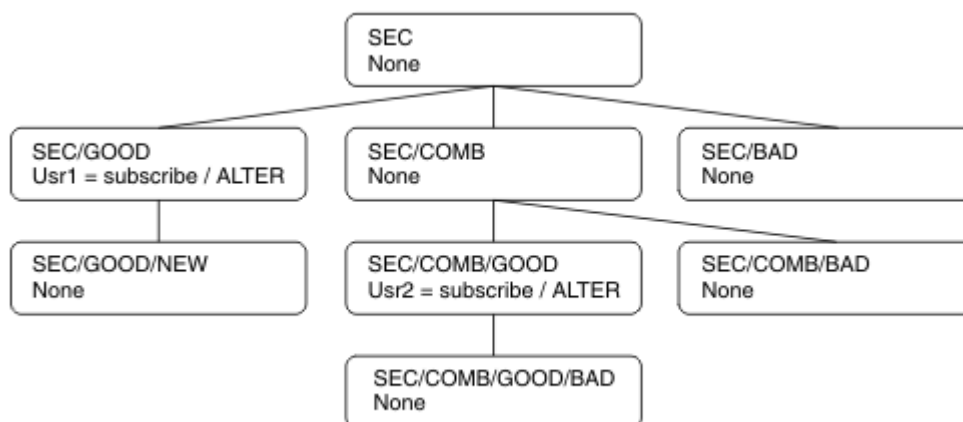 SEC
None
SEC/GOOD
Usr1 = subscribe / ALTER
SEC/COMB
None
SEC/BAD
None
SEC/GOOD/NEW
None
SEC/COMB/GOOD
Usr2 = subscribe / ALTER
SEC/COMB/BAD
None
SEC/COMB/GOOD/BAD
None